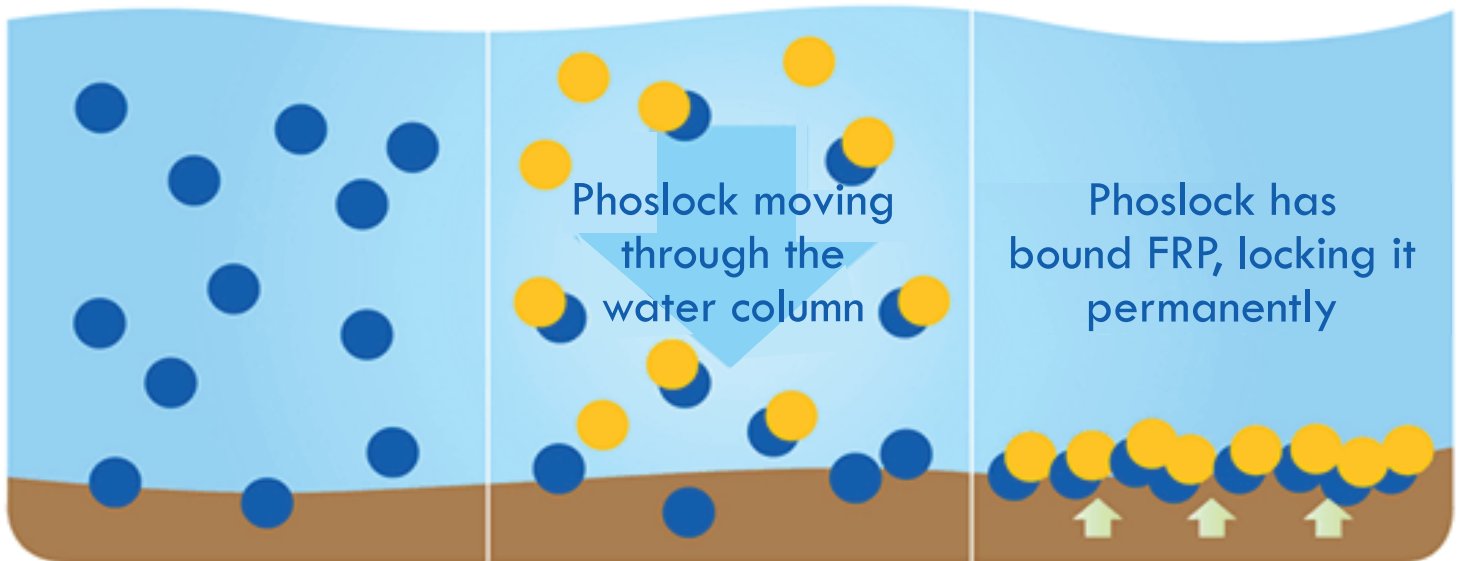 Phoslock moving
through the
water column
Phoslock has
bound FRP, locking it
permanently